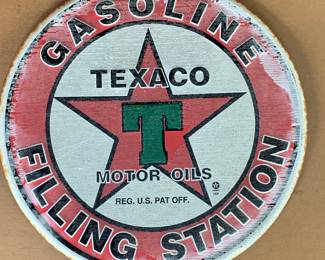 GASOLINE
TEXACO
T
MOTOR OILS
REG. U.S. PAT OFF.
FILLING STATION